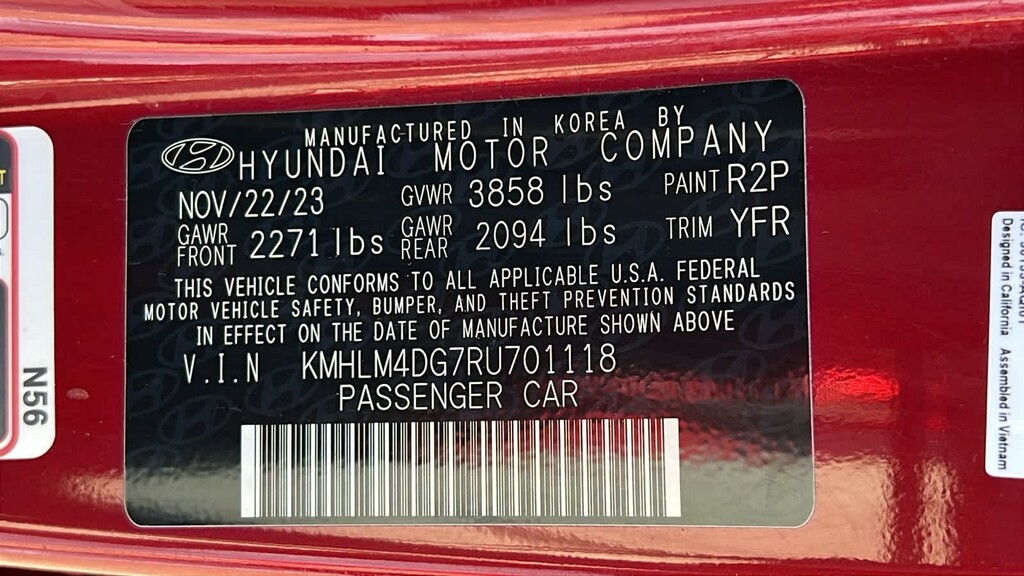 MANUFACTURED IN KOREA BY
HYUNDAI MOTOR COMPANY
NOV/22/23 GVWR 3858 lbs PAINT R2P
GAWR FRONT 2271 lbs GAWR REAR 2094 lbs TRIM YFR
THIS VEHICLE CONFORMS TO ALL APPLICABLE U.S.A. FEDERAL
MOTOR VEHICLE SAFETY, BUMPER, AND THEFT PREVENTION STANDARDS
IN EFFECT ON THE DATE OF MANUFACTURE SHOWN ABOVE
V.I.N KMHLM4DG7RU701118
PASSENGER CAR
N56
Designed in California Assembled in Vietnam